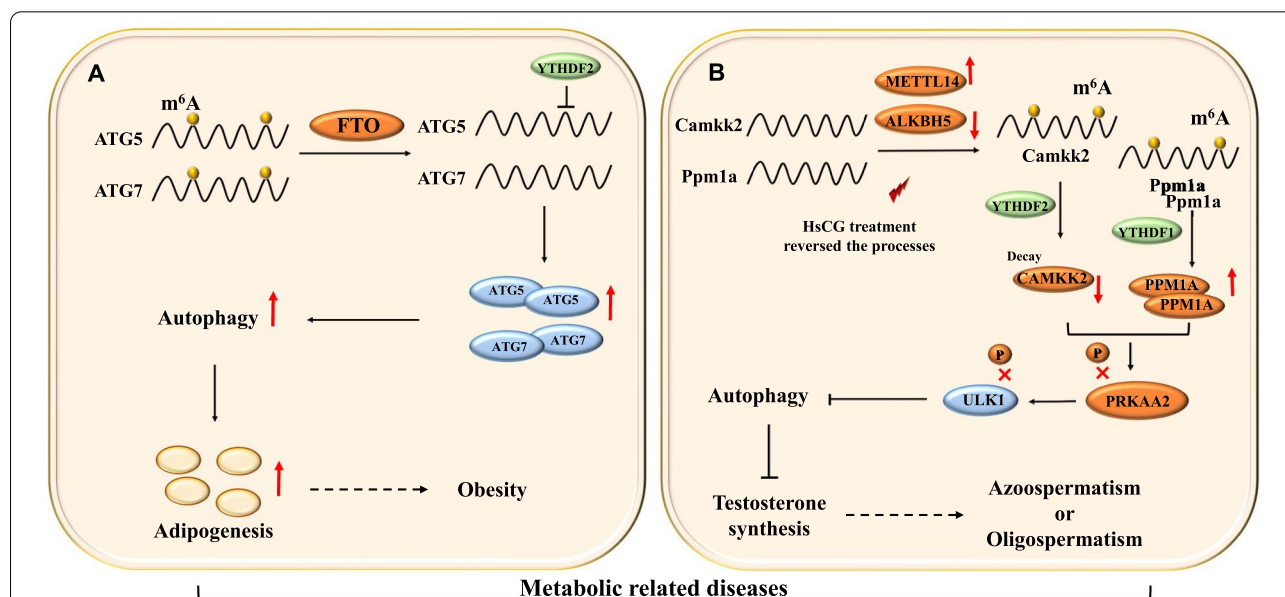 A
YTHDF2
m⁶A
ATG5
FTO
ATG5
ATG7
ATG7
ATG5
ATG5
ATG7
ATG7
Autophagy
Adipogenesis
Obesity
B
METTL14
ALKBH5
Camkk2
Ppm1a
HsCG treatment
reversed the processes
m⁶A
Camkk2
m⁶A
Ppm1a
Ppm1a
YTHDF2
YTHDF1
Decay
CAMKK2
PPM1A
PPM1A
P
P
Autophagy
ULK1
PRKAA2
Testosterone
synthesis
Azoospermatism
or
Oligospermatism
Metabolic related diseases